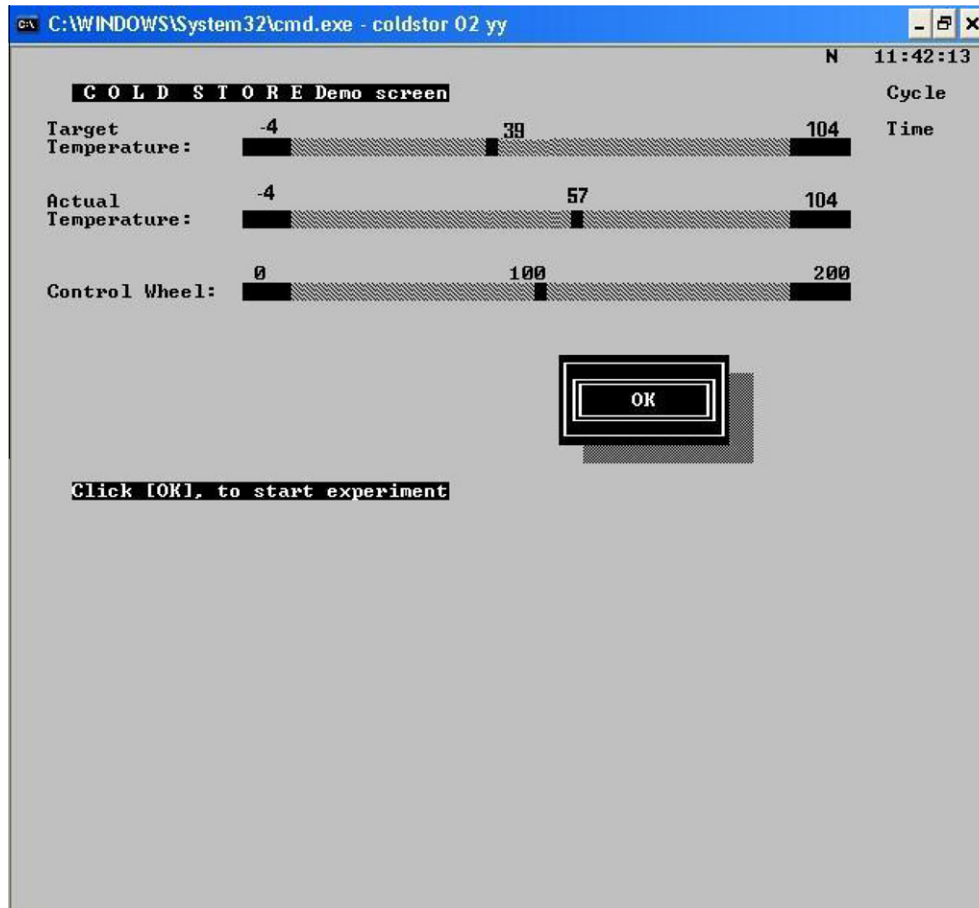 C:\WINDOWS\System32\cmd.exe - coldstor 02 yy
N 11:42:13
C O L D S T O R E Demo screen Cycle
Target -4 39 104 Time
Temperature:
Actual -4 57 104
Temperature:
0 100 200
Control Wheel:
OK
Click [OK], to start experiment